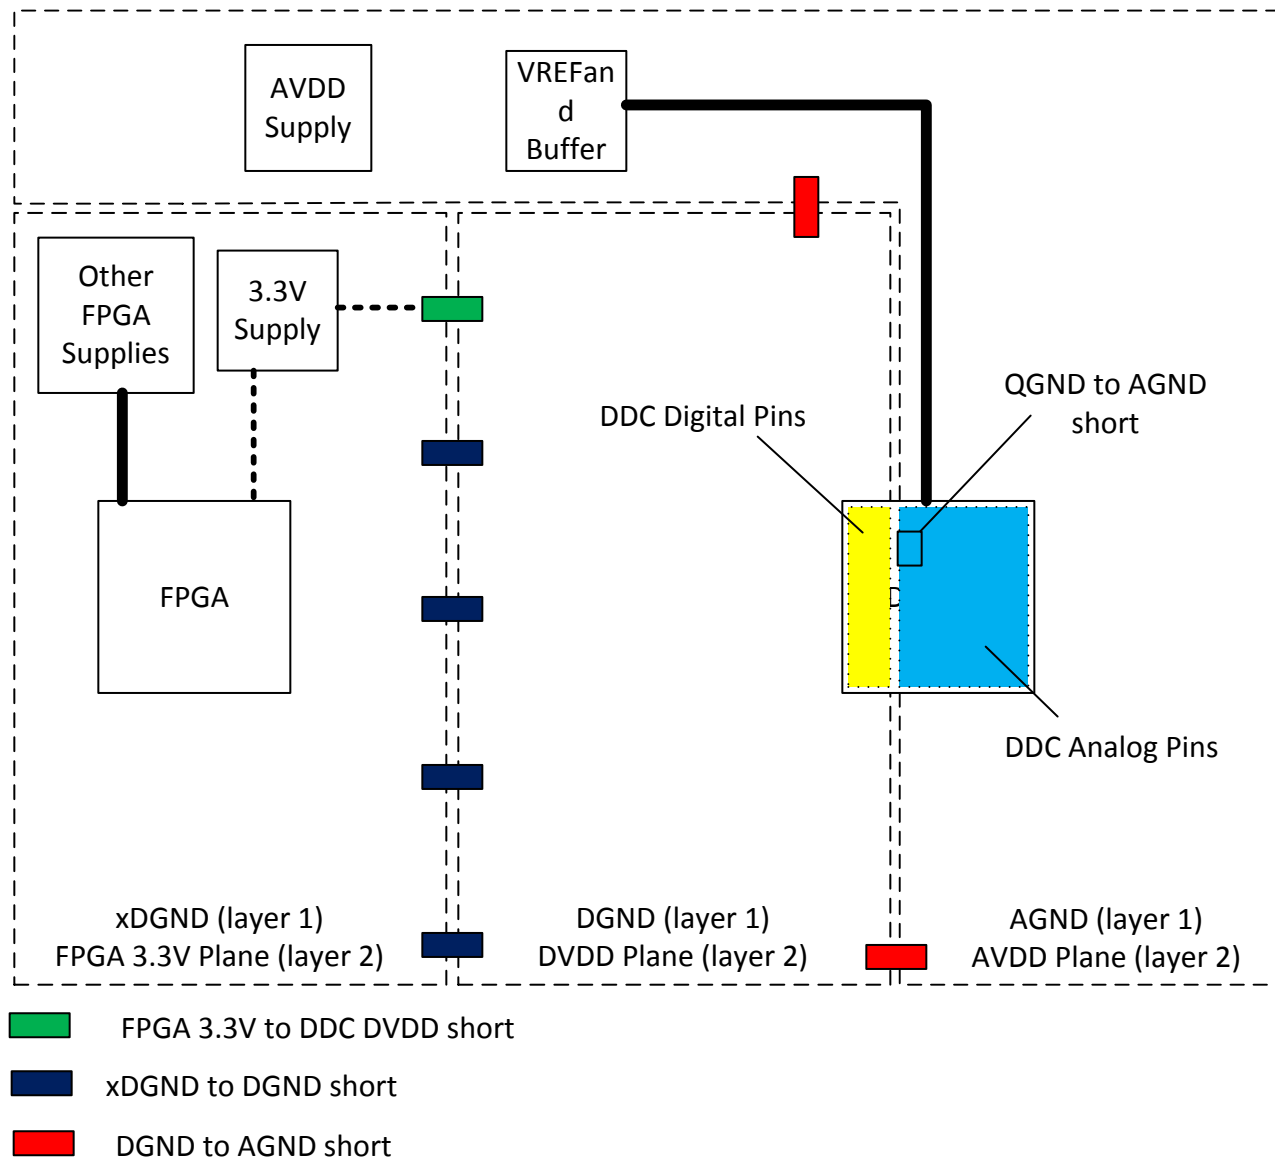 AVDD
Supply
VREFan
d
Buffer
Other
FPGA
Supplies
3.3V
Supply
QGND to AGND
short
DDC Digital Pins
FPGA
D
DDC Analog Pins
xDGND (layer 1)
FPGA 3.3V Plane (layer 2)
DGND (layer 1)
DVDD Plane (layer 2)
AGND (layer 1)
AVDD Plane (layer 2)
FPGA 3.3V to DDC DVDD short
xDGND to DGND short
DGND to AGND short